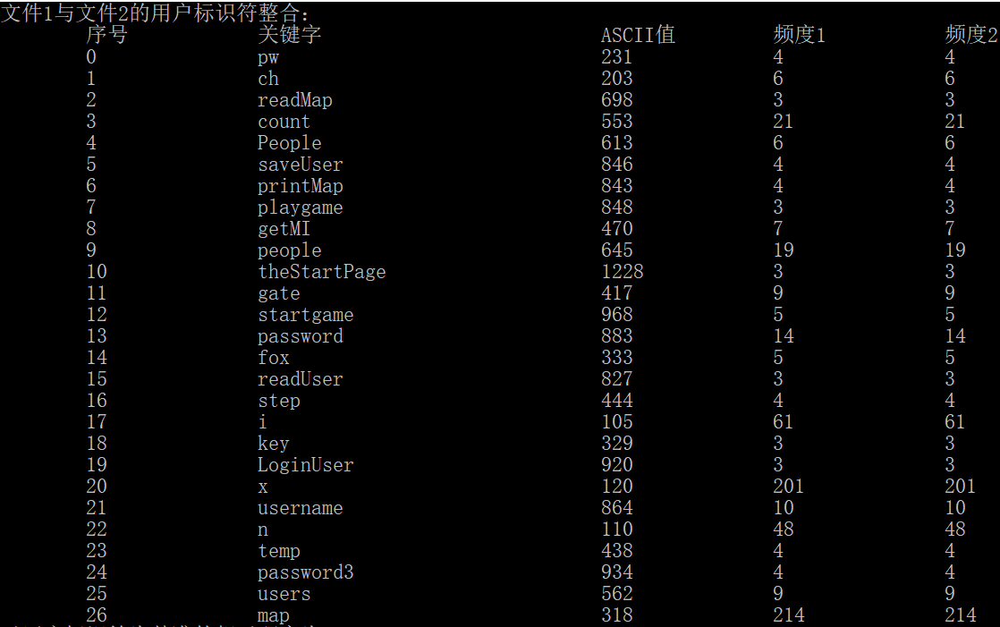 文件1与文件2的用户标识符整合:
序号 关键字 ASCII值 频度1 频度2
0 pw 231 4 4
1 ch 203 6 6
2 readMap 698 3 3
3 count 553 21 21
4 People 613 6 6
5 saveUser 846 4 4
6 printMap 843 4 4
7 playgame 848 3 3
8 getMI 470 7 7
9 people 645 19 19
10 theStartPage 1228 3 3
11 gate 417 9 9
12 startgame 968 5 5
13 password 883 14 14
14 fox 333 5 5
15 readUser 827 3 3
16 step 444 4 4
17 i 105 61 61
18 key 329 3 3
19 LoginUser 920 3 3
20 x 120 201 201
21 username 864 10 10
22 n 110 48 48
23 temp 438 4 4
24 password3 934 4 4
25 users 562 9 9
26 map 318 214 214